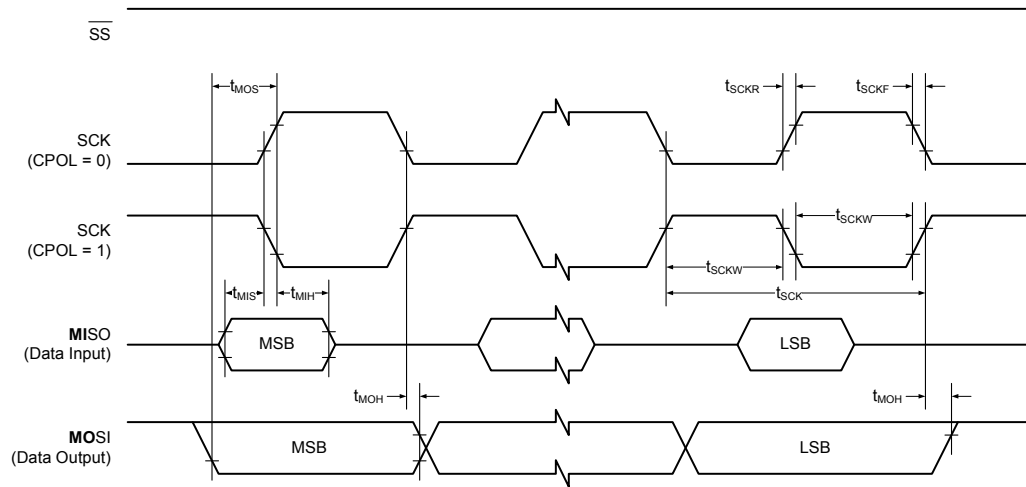 SS
tMOS
tSCKR
tSCKF
SCK
(CPOL = 0)
SCK
(CPOL = 1)
tSCKW
tSCKW
tSCK
tMIS
tMIH
MISO
(Data Input)
MSB
LSB
tMOH
tMOH
MOSI
(Data Output)
MSB
LSB